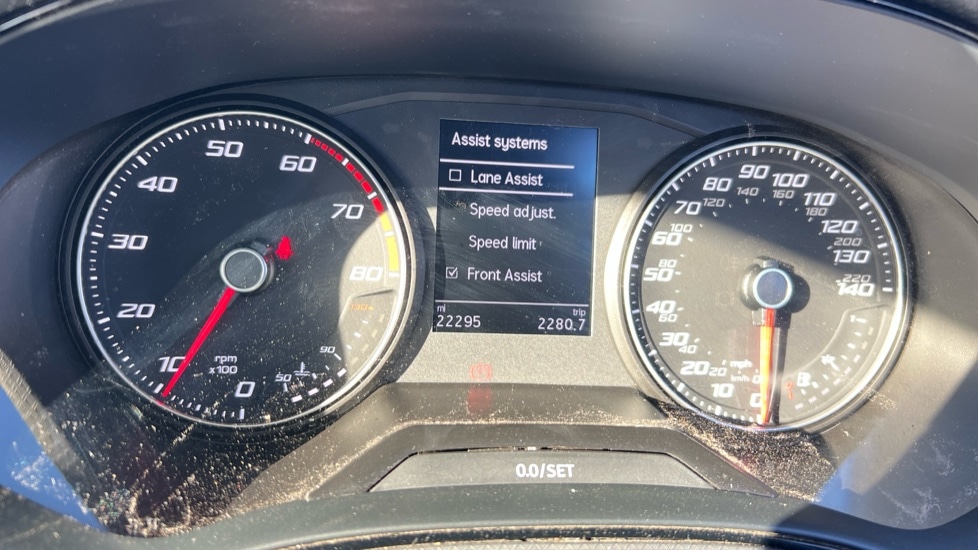 50
60
40
70
30
80
20
130+
90
10
rpm
x100
50
0
Assist systems
Lane Assist
Speed adjust.
Speed limit
Front Assist
mi trip
22295 2280.7
90
80 100
140 160
70 110
120 180
100
60 120
200
80 130
50 220
140
40
60
30
40
20 20 mph
km/h
10 0
0
0.0/SET